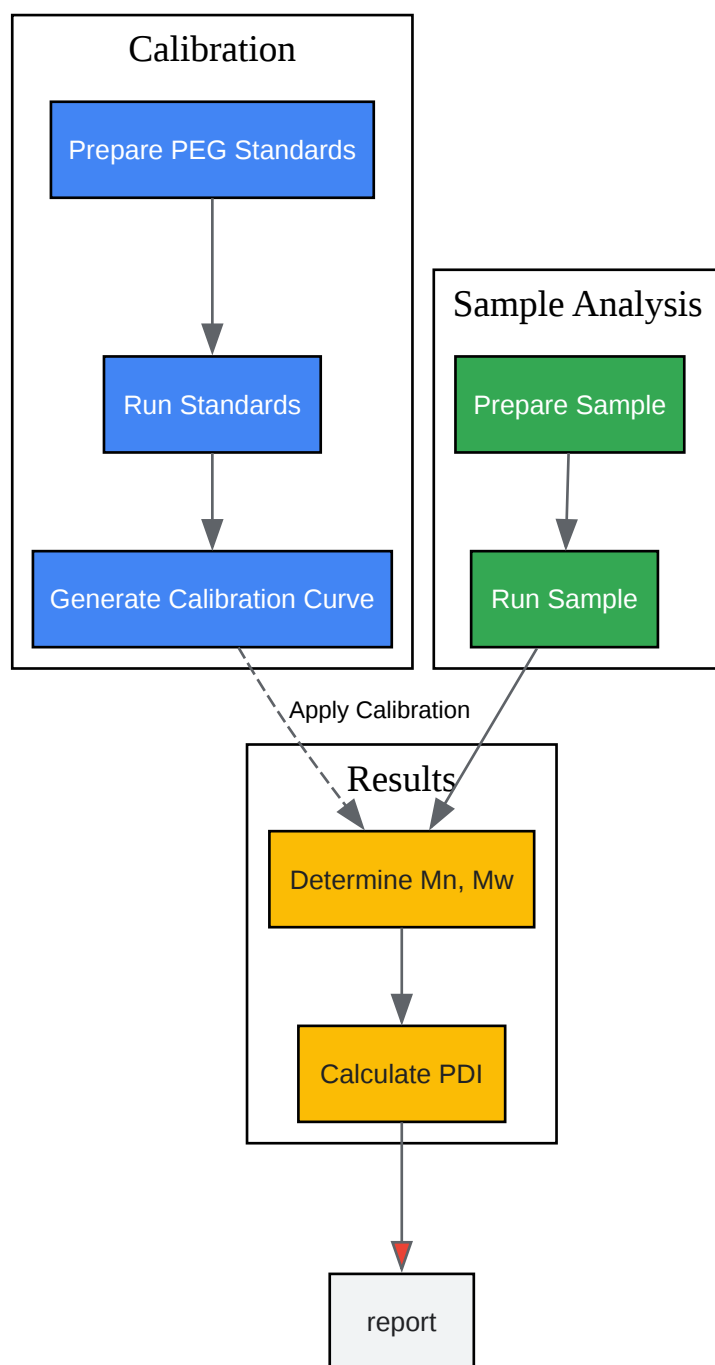 Calibration
Prepare PEG Standards
Run Standards
Generate Calibration Curve
Sample Analysis
Prepare Sample
Run Sample
Apply Calibration
Results
Determine Mn, Mw
Calculate PDI
report